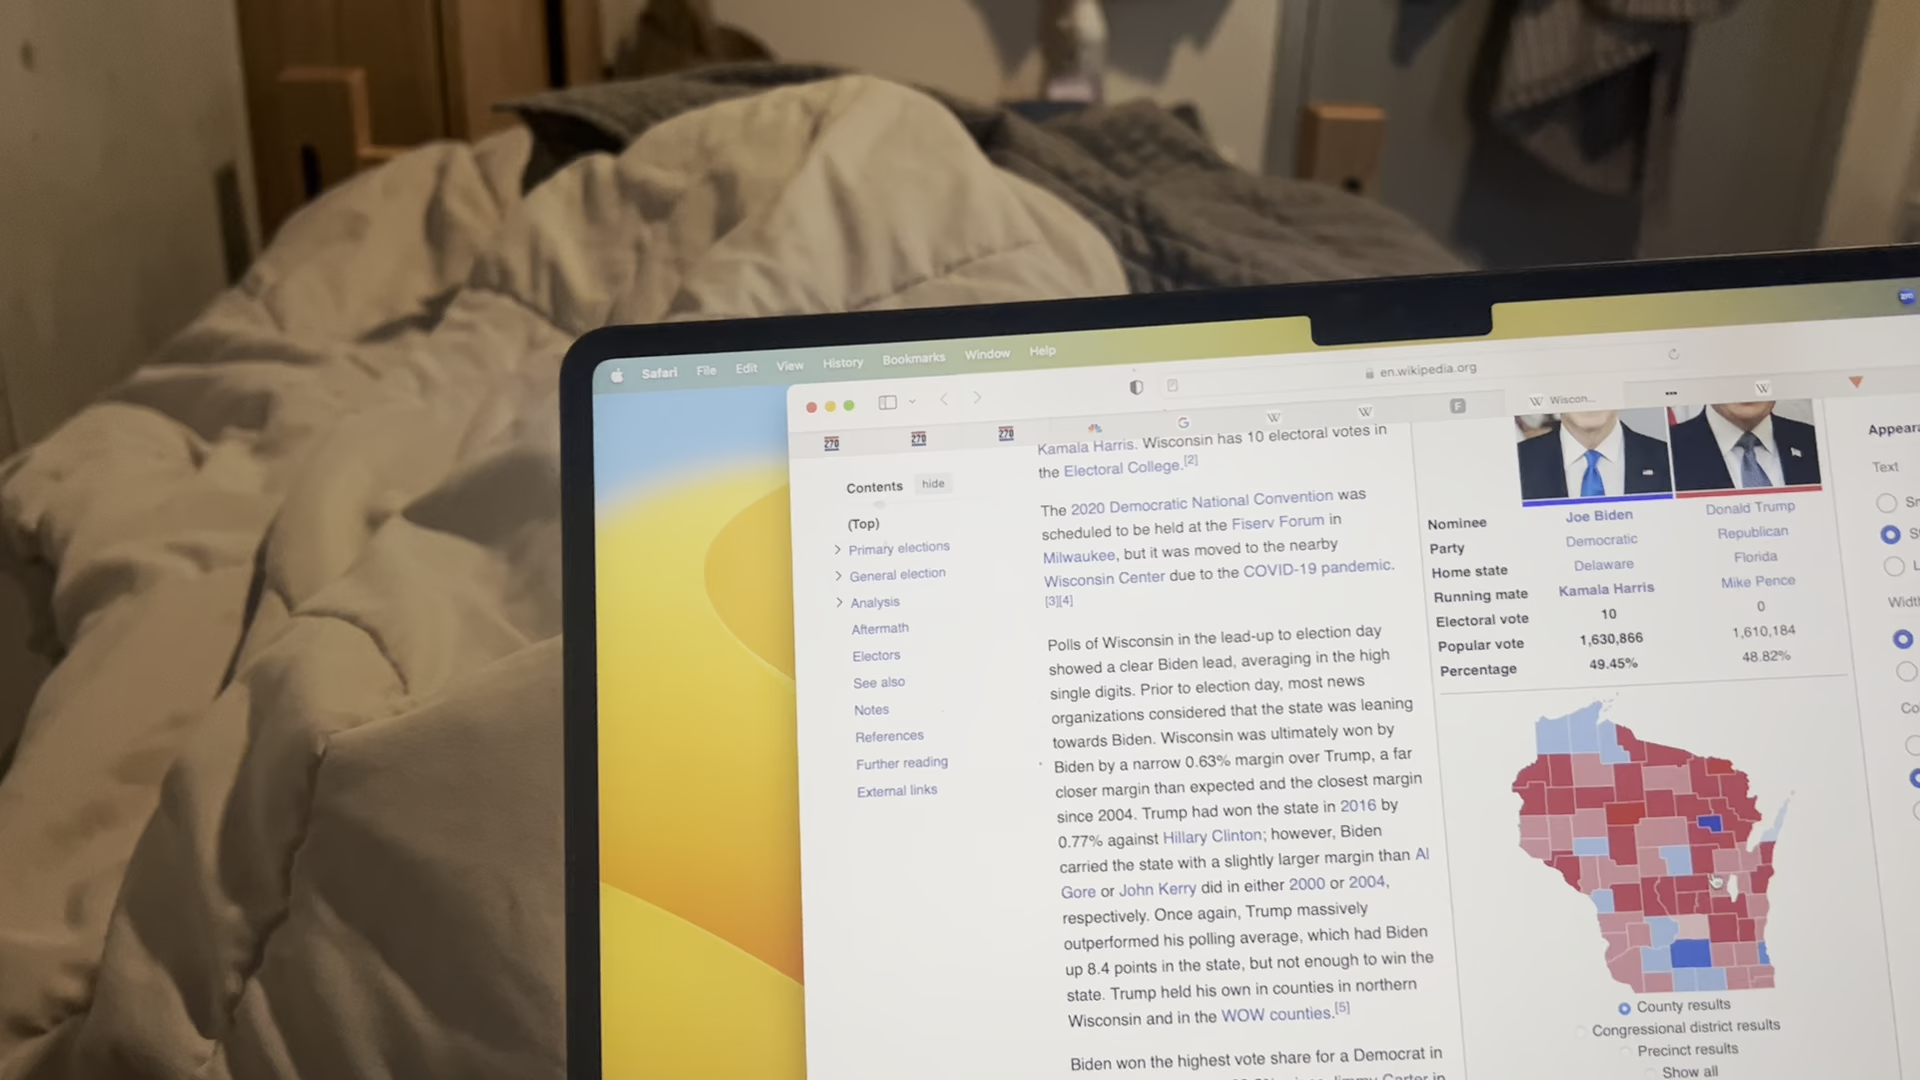 Safari File Edit View History Bookmarks Window Help
en.wikipedia.org
W Wiscon...
270 270 270 G W W F W
Contents hide
(Top)
Primary elections
General election
Analysis
Aftermath
Electors
See also
Notes
References
Further reading
External links
Kamala Harris. Wisconsin has 10 electoral votes in
the Electoral College.[2]
The 2020 Democratic National Convention was
scheduled to be held at the Fiserv Forum in
Milwaukee, but it was moved to the nearby
Wisconsin Center due to the COVID-19 pandemic.
[3][4]
Polls of Wisconsin in the lead-up to election day
showed a clear Biden lead, averaging in the high
single digits. Prior to election day, most news
organizations considered that the state was leaning
towards Biden. Wisconsin was ultimately won by
Biden by a narrow 0.63% margin over Trump, a far
closer margin than expected and the closest margin
since 2004. Trump had won the state in 2016 by
0.77% against Hillary Clinton; however, Biden
carried the state with a slightly larger margin than Al
Gore or John Kerry did in either 2000 or 2004,
respectively. Once again, Trump massively
outperformed his polling average, which had Biden
up 8.4 points in the state, but not enough to win the
state. Trump held his own in counties in northern
Wisconsin and in the WOW counties.[5]
Biden won the highest vote share for a Democrat in
Nominee Joe Biden Donald Trump
Party Democratic Republican
Home state Delaware Florida
Running mate Kamala Harris Mike Pence
Electoral vote 10 0
Popular vote 1,630,866 1,610,184
Percentage 49.45% 48.82%
County results
Congressional district results
Precinct results
Show all
Appeara
Text
Width
Co